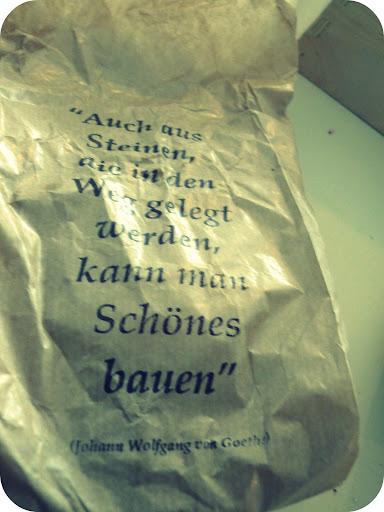 “Auch aus
Steinen,
die in den
Weg gelegt
werden,
kann man
Schönes
bauen”
(Johann Wolfgang von Goethe)